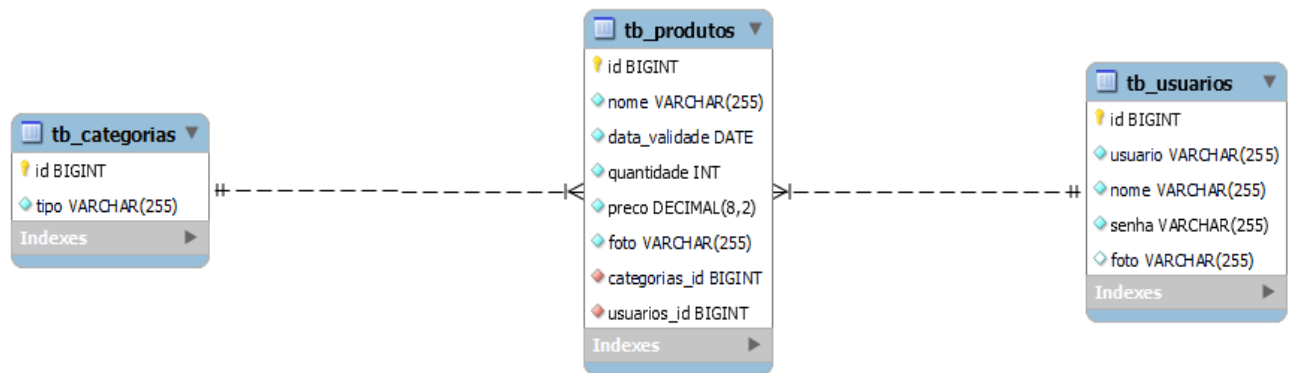 tb_categorias
id BIGINT
tipo VARCHAR(255)
Indexes
tb_produtos
id BIGINT
nome VARCHAR(255)
data_validade DATE
quantidade INT
preco DECIMAL(8,2)
foto VARCHAR(255)
categorias_id BIGINT
usuarios_id BIGINT
Indexes
tb_usuarios
id BIGINT
usuario VARCHAR(255)
nome VARCHAR(255)
senha VARCHAR(255)
foto VARCHAR(255)
Indexes